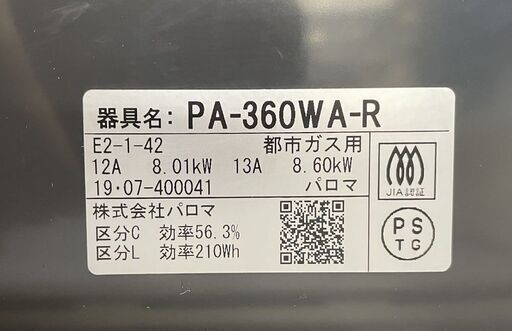 器具名: PA-360WA-R
E2-1-42 都市ガス用
12A 8.01kW 13A 8.60kW
19・07-400041 パロマ
JIA認証
株式会社パロマ
区分C 効率56.3%
区分L 効率210Wh
PS
TG